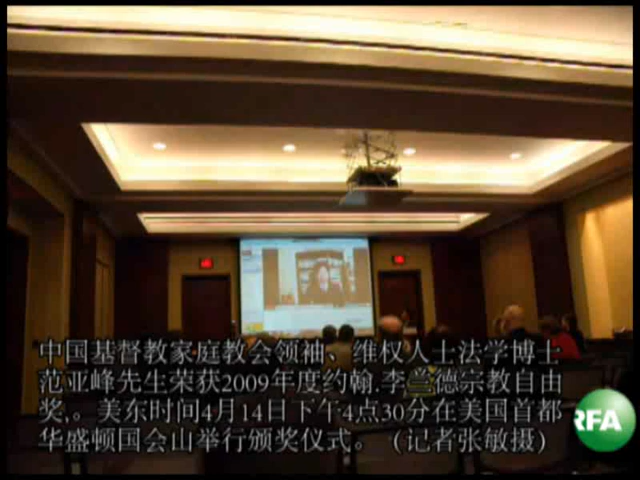 中国基督教家庭教会领袖、维权人士法学博士
范亚峰先生荣获2009年度约翰.李兰德宗教自由
奖,。美东时间4月14日下午4点30分在美国首都
华盛顿国会山举行颁奖仪式。（记者张敏摄）
RFA